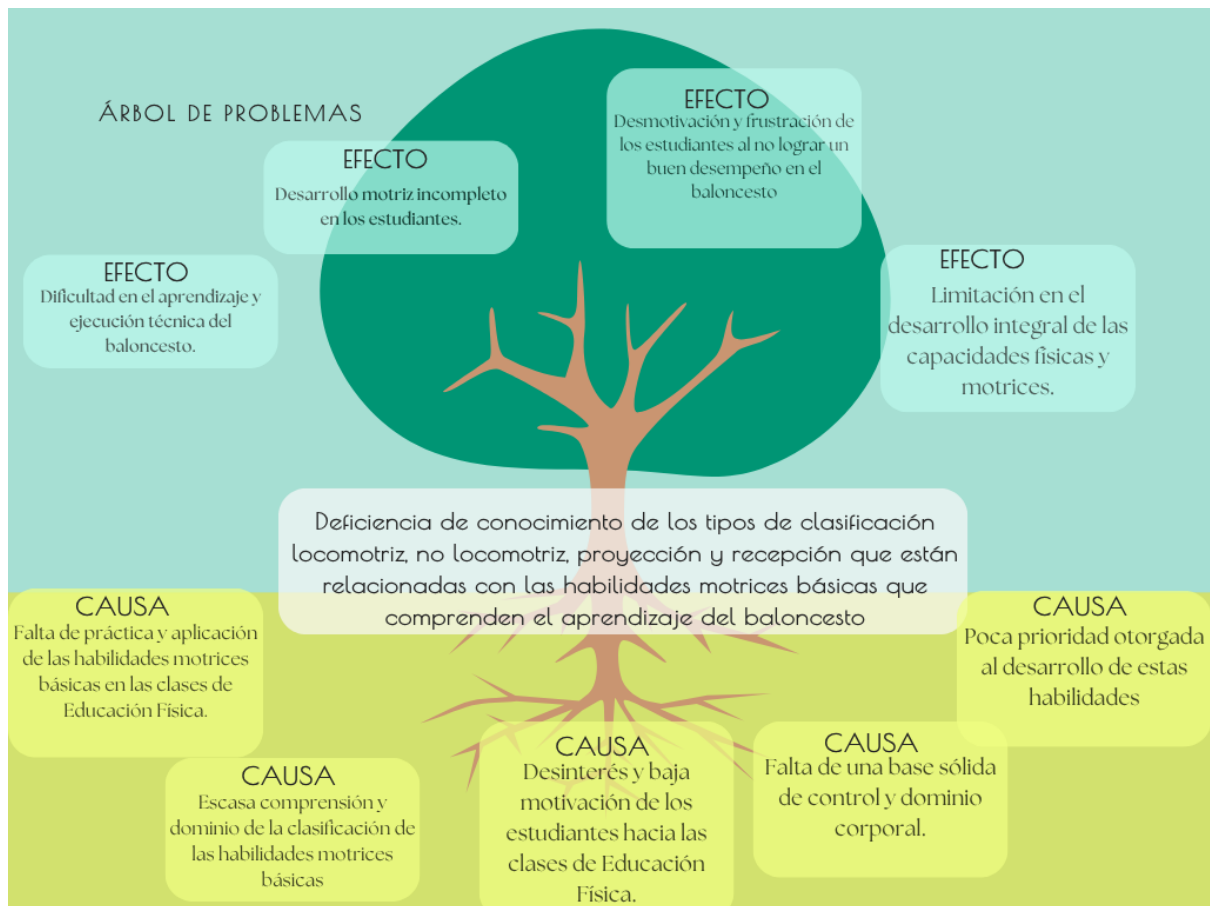 ÁRBOL DE PROBLEMAS
EFECTO
Desmotivación y frustración de
los estudiantes al no lograr un
buen desempeño en el
baloncesto
EFECTO
Desarrollo motriz incompleto
en los estudiantes.
EFECTO
Dificultad en el aprendizaje y
ejecución técnica del
baloncesto.
EFECTO
Limitación en el
desarrollo integral de las
capacidades físicas y
motrices.
Deficiencia de conocimiento de los tipos de clasificación
locomotriz, no locomotriz, proyección y recepción que están
relacionadas con las habilidades motrices básicas que
comprenden el aprendizaje del baloncesto
CAUSA
Falta de práctica y aplicación
de las habilidades motrices
básicas en las clases de
Educación Física.
CAUSA
Escasa comprensión y
dominio de la clasificación de
las habilidades motrices
básicas
CAUSA
Desinterés y baja
motivación de los
estudiantes hacia las
clases de Educación
Física.
CAUSA
Falta de una base sólida
de control y dominio
corporal.
CAUSA
Poca prioridad otorgada
al desarrollo de estas
habilidades